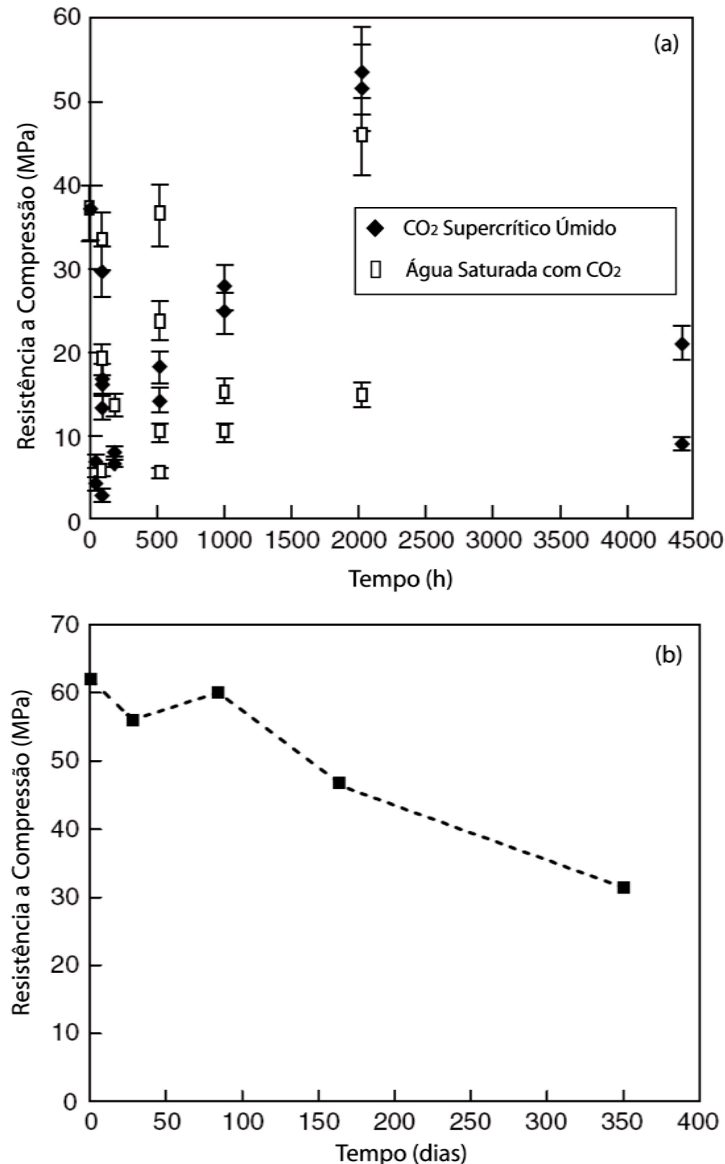 (a)
Resistência a Compressão (MPa)
60
50
40
30
20
10
0
CO2 Supercrítico Úmido
Água Saturada com CO2
0 500 1000 1500 2000 2500 3000 3500 4000 4500
Tempo (h)
(b)
Resistência a Compressão (MPa)
70
60
50
40
30
20
10
0
0 50 100 150 200 250 300 350 400
Tempo (dias)